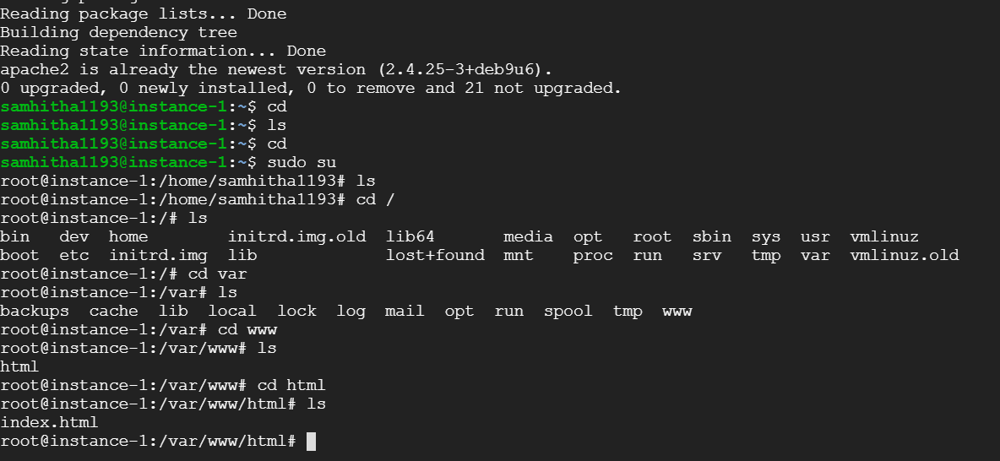 Reading package lists... Done
Building dependency tree
Reading state information... Done
apache2 is already the newest version (2.4.25-3+deb9u6).
0 upgraded, 0 newly installed, 0 to remove and 21 not upgraded.
samhitha1193@instance-1:~$ cd
samhitha1193@instance-1:~$ ls
samhitha1193@instance-1:~$ cd
samhitha1193@instance-1:~$ sudo su
root@instance-1:/home/samhitha1193# ls
root@instance-1:/home/samhitha1193# cd /
root@instance-1:/# ls
bin   dev  home        initrd.img.old  lib64       media  opt   root  sbin  sys  usr  vmlinuz
boot  etc  initrd.img  lib             lost+found  mnt    proc  run   srv   tmp  var  vmlinuz.old
root@instance-1:/# cd var
root@instance-1:/var# ls
backups  cache  lib  local  lock  log  mail  opt  run  spool  tmp  www
root@instance-1:/var# cd www
root@instance-1:/var/www# ls
html
root@instance-1:/var/www# cd html
root@instance-1:/var/www/html# ls
index.html
root@instance-1:/var/www/html#